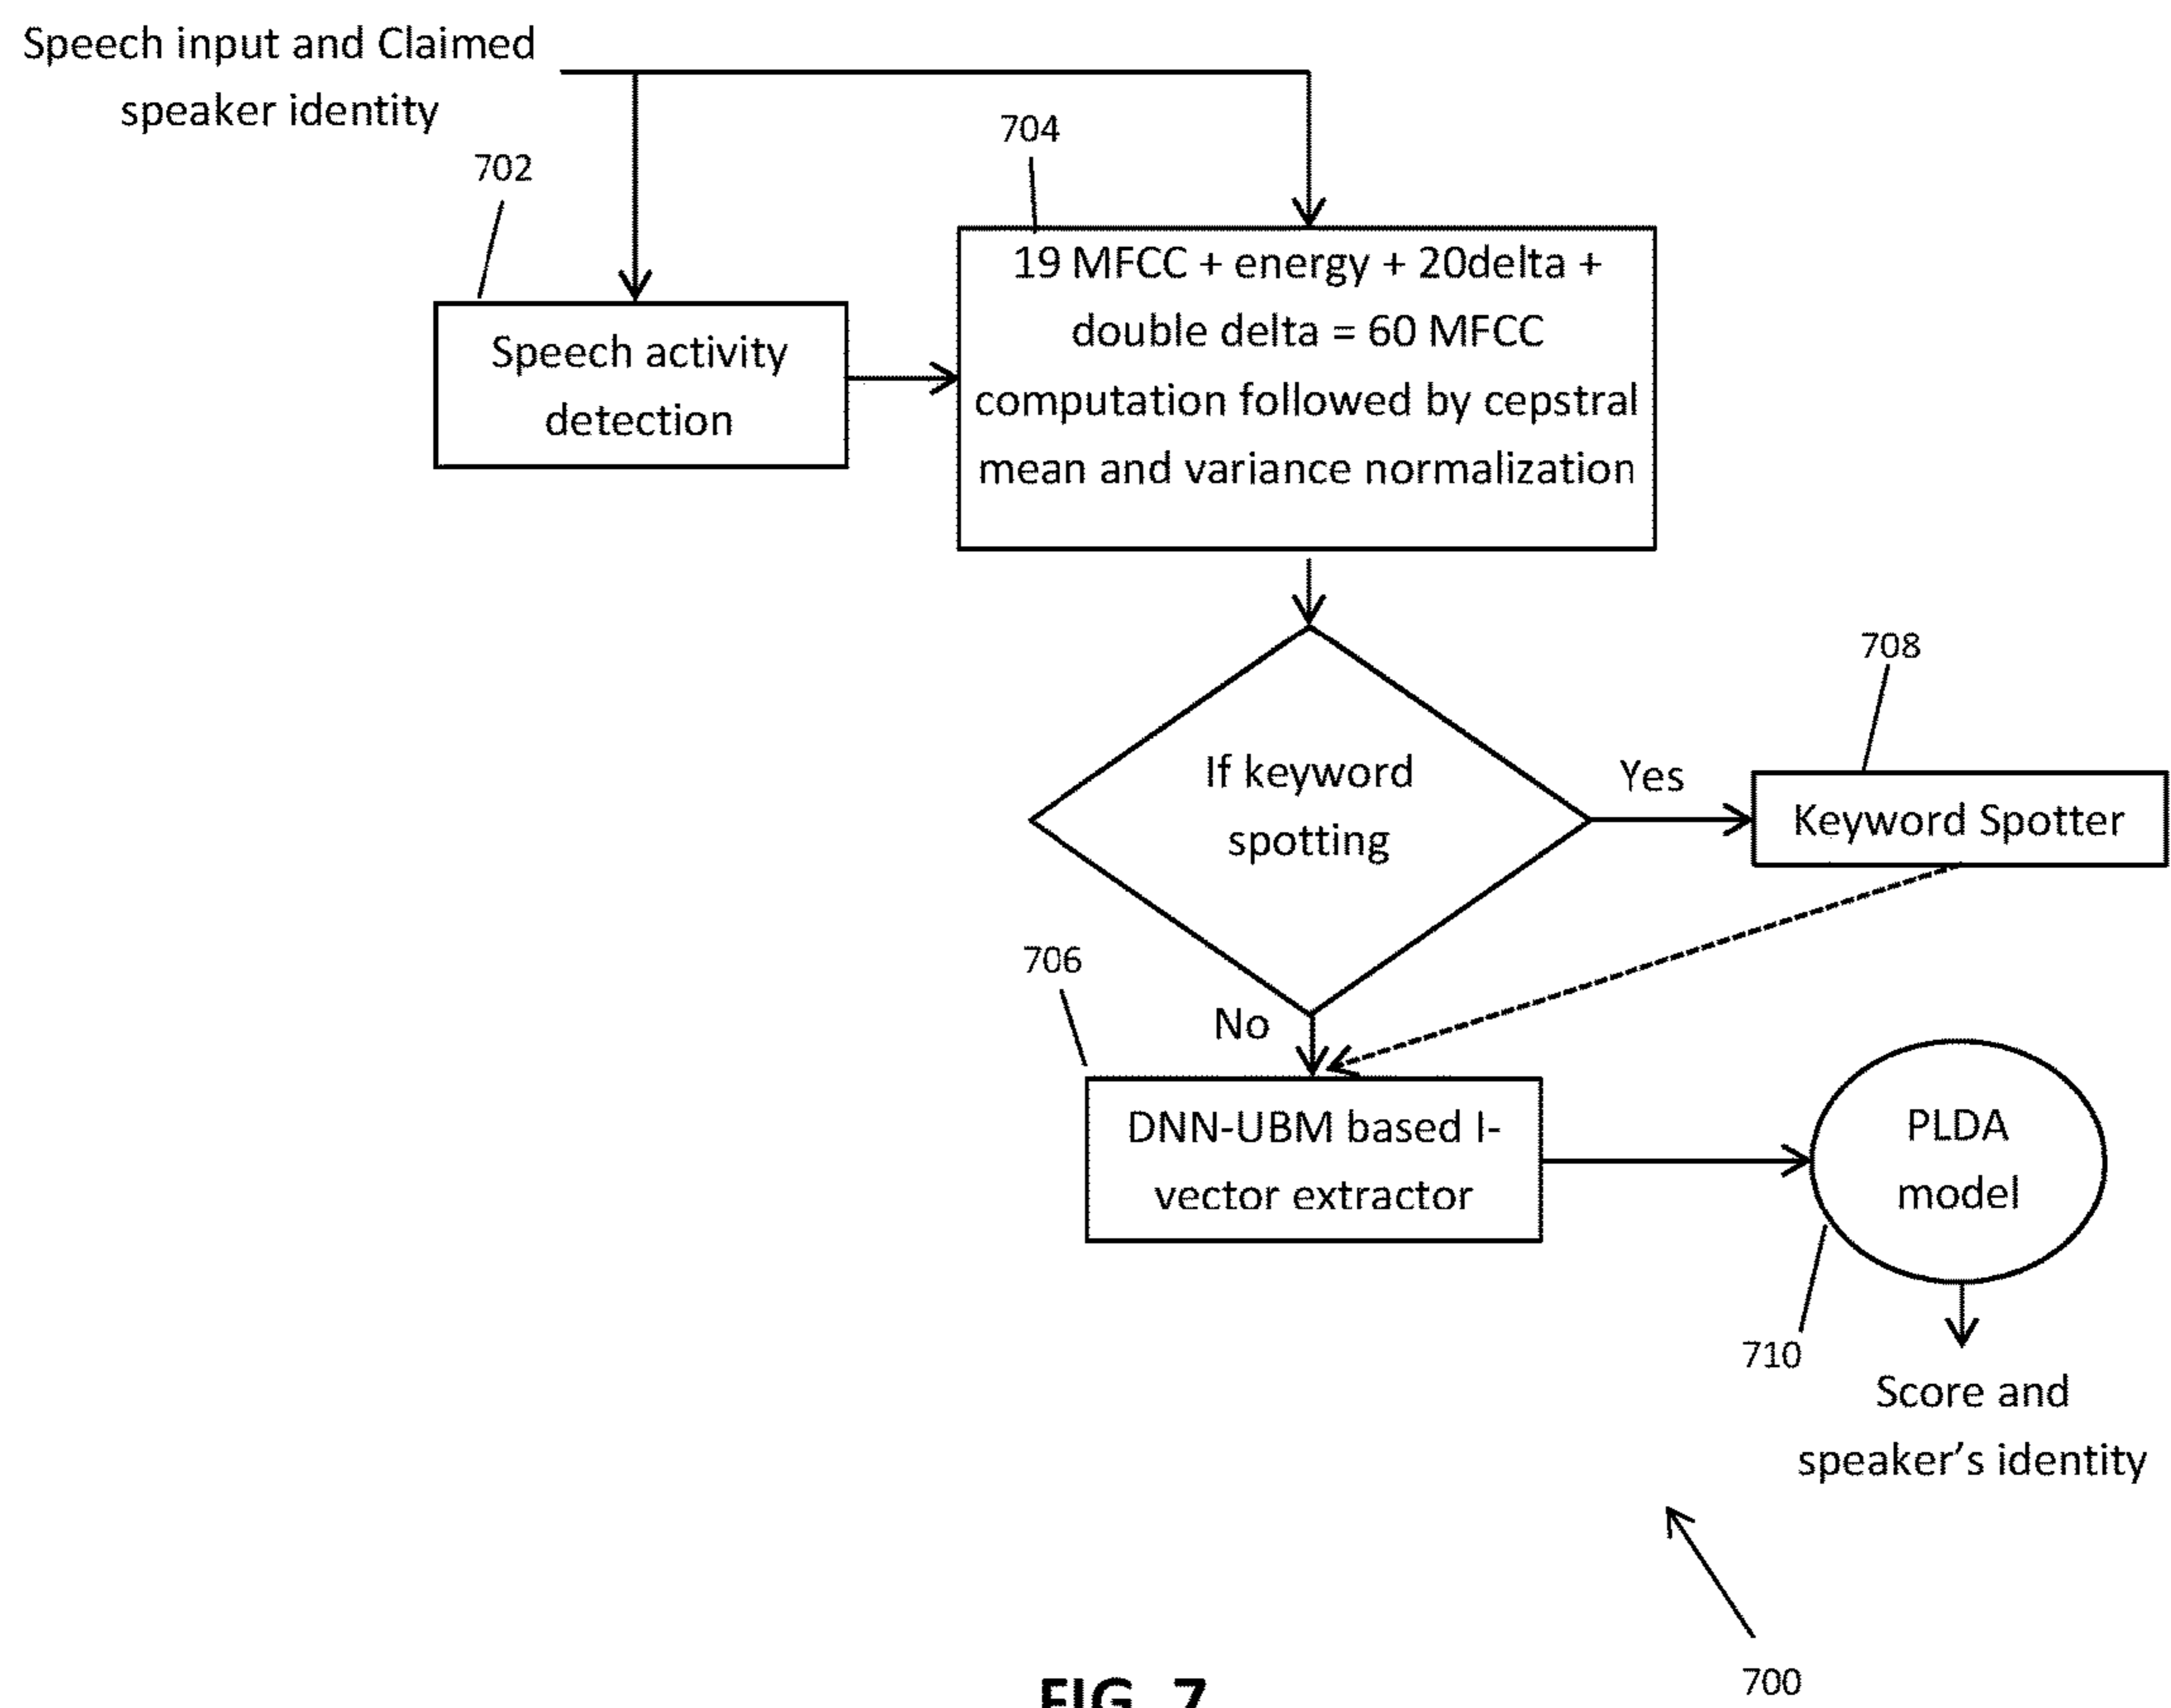 Speech input and Claimed
speaker identity
702
704
19 MFCC + energy + 20delta +
double delta = 60 MFCC
computation followed by cepstral
mean and variance normalization
Speech activity
detection
If keyword
spotting
Yes
708
Keyword Spotter
706
No
DNN-UBM based I-
vector extractor
PLDA
model
710
Score and
speaker’s identity
700
FIG. 7